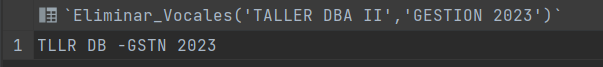 `Eliminar_Vocales('TALLER DBA II','GESTION 2023')`
1 TLLR DB -GSTN 2023